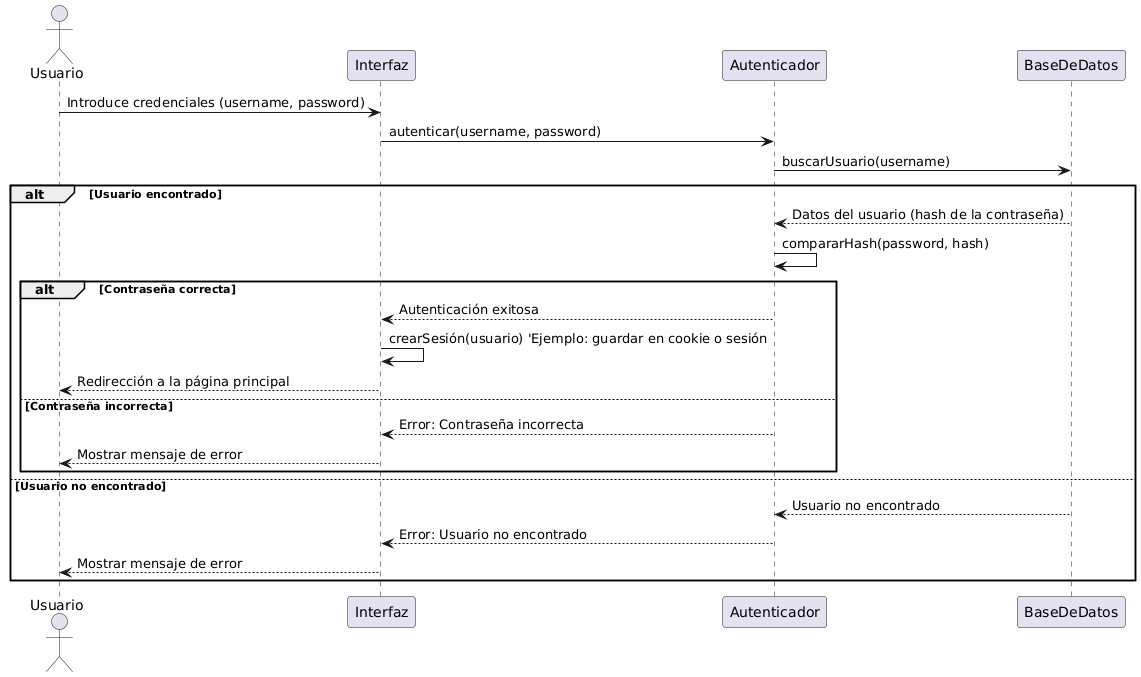 Usuario
Interfaz
Autenticador
BaseDeDatos
Introduce credenciales (username, password)
autenticar(username, password)
buscarUsuario(username)
alt [Usuario encontrado]
Datos del usuario (hash de la contraseña)
compararHash(password, hash)
alt [Contraseña correcta]
Autenticación exitosa
crearSesión(usuario) 'Ejemplo: guardar en cookie o sesión
Redirección a la página principal
[Contraseña incorrecta]
Error: Contraseña incorrecta
Mostrar mensaje de error
[Usuario no encontrado]
Usuario no encontrado
Error: Usuario no encontrado
Mostrar mensaje de error
Usuario
Interfaz
Autenticador
BaseDeDatos